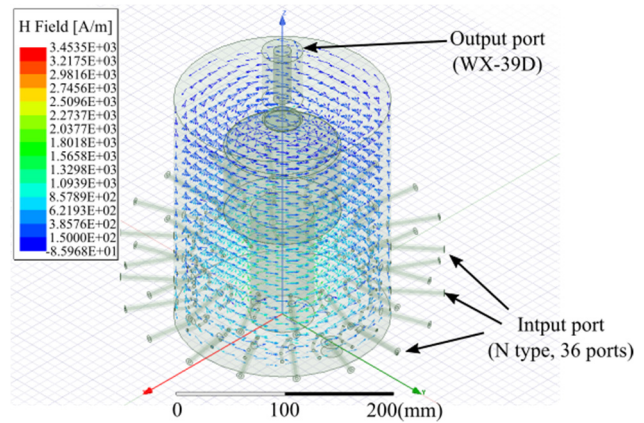 H Field [A/m]
3.4535E+03
3.2175E+03
2.9816E+03
2.7456E+03
2.5096E+03
2.2737E+03
2.0377E+03
1.8018E+03
1.5658E+03
1.3298E+03
1.0939E+03
8.5789E+02
6.2193E+02
3.8576E+02
1.5000E+02
-8.5968E+01
Output port
(WX-39D)
Intput port
(N type, 36 ports)
0
100
200(mm)